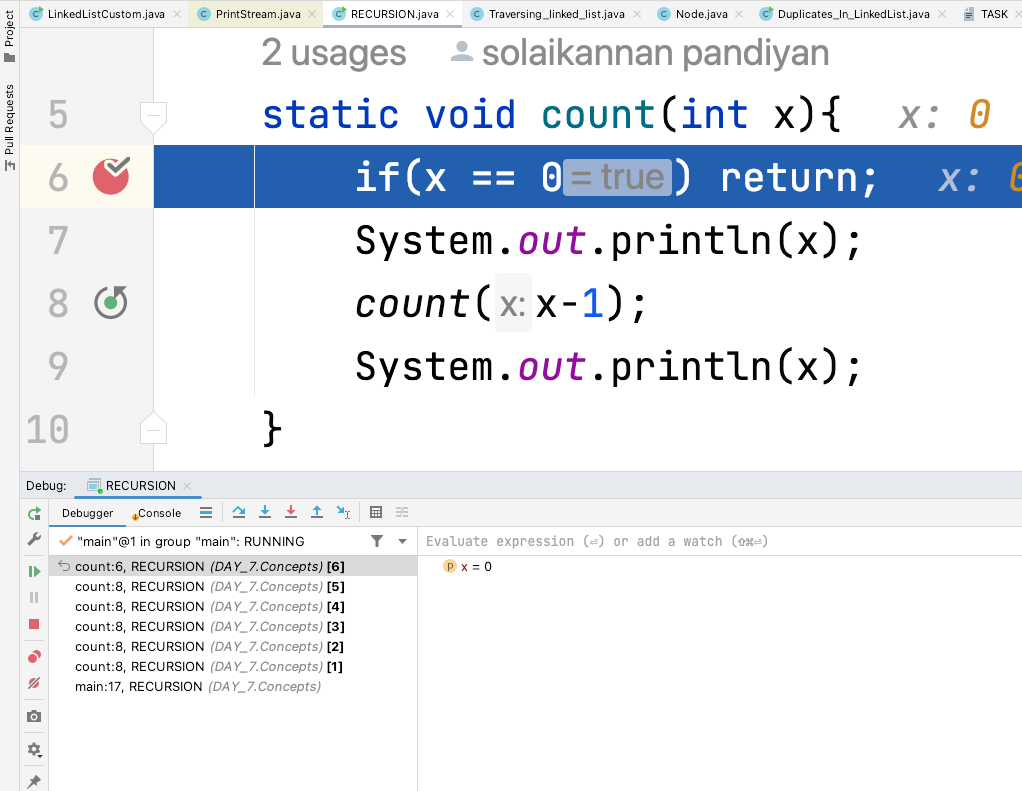 LinkedListCustom.java PrintStream.java RECURSION.java Traversing_linked_list.java Node.java Duplicates_In_LinkedList.java TASK
Project
Pull Requests
2 usages solaikannan pandiyan
5 static void count(int x){ x: 0
6 if(x == 0 = true) return; x: 0
7 System.out.println(x);
8 count( x: x-1);
9 System.out.println(x);
10 }
Debug: RECURSION
Debugger Console
"main"@1 in group "main": RUNNING
Evaluate expression (⏎) or add a watch (⇧⌘⏎)
count:6, RECURSION (DAY_7.Concepts) [6]
p x = 0
count:8, RECURSION (DAY_7.Concepts) [5]
count:8, RECURSION (DAY_7.Concepts) [4]
count:8, RECURSION (DAY_7.Concepts) [3]
count:8, RECURSION (DAY_7.Concepts) [2]
count:8, RECURSION (DAY_7.Concepts) [1]
main:17, RECURSION (DAY_7.Concepts)